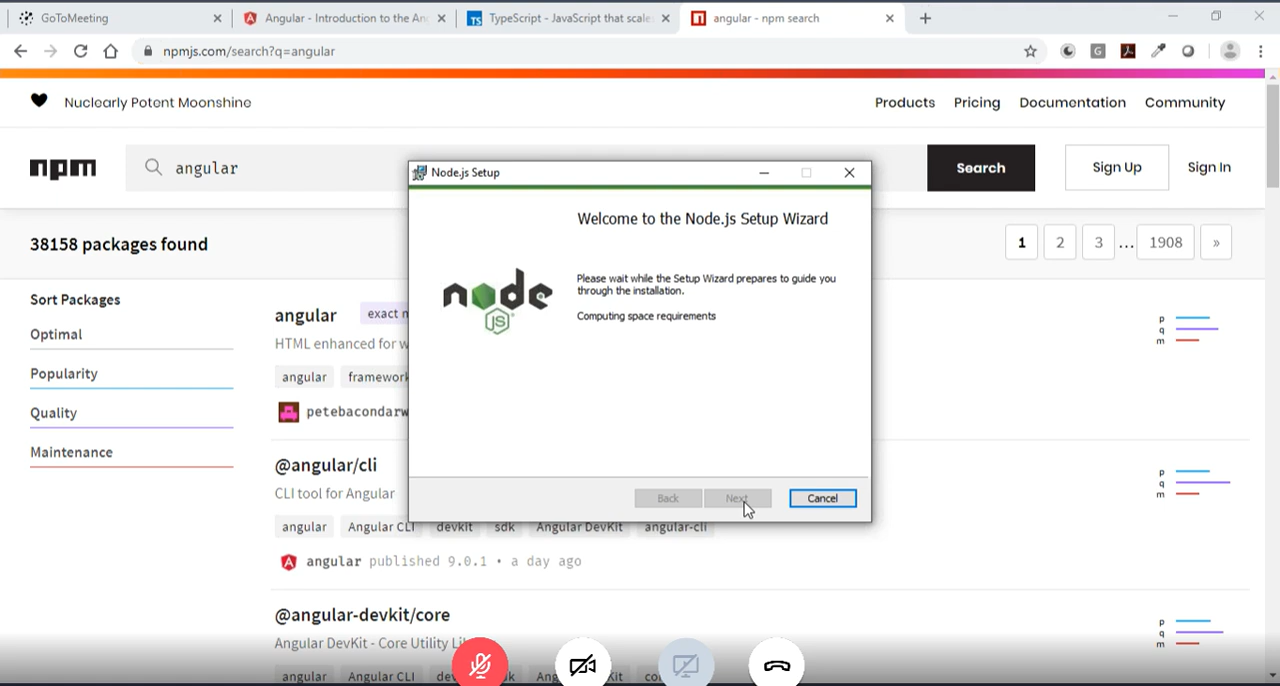 GoToMeeting
Angular - Introduction to the An
TypeScript - JavaScript that scale
angular - npm search
npmjs.com/search?q=angular
Nuclearly Potent Moonshine
Products
Pricing
Documentation
Community
npm
angular
Search
Sign Up
Sign In
38158 packages found
1
2
3
...
1908
»
Sort Packages
Optimal
Popularity
Quality
Maintenance
angular
exact
HTML enhanced for
angular
framework
petebacondarw
p
q
m
@angular/cli
CLI tool for Angular
angular
Angular CLI
devkit
sdk
Angular DevKit
angular-cli
angular published 9.0.1 • a day ago
p
q
m
@angular-devkit/core
Angular DevKit - Core Utility Li
angular
Angular CLI
p
q
m
Node.js Setup
Welcome to the Node.js Setup Wizard
node
JS
Please wait while the Setup Wizard prepares to guide you
through the installation.
Computing space requirements
Back
Next
Cancel